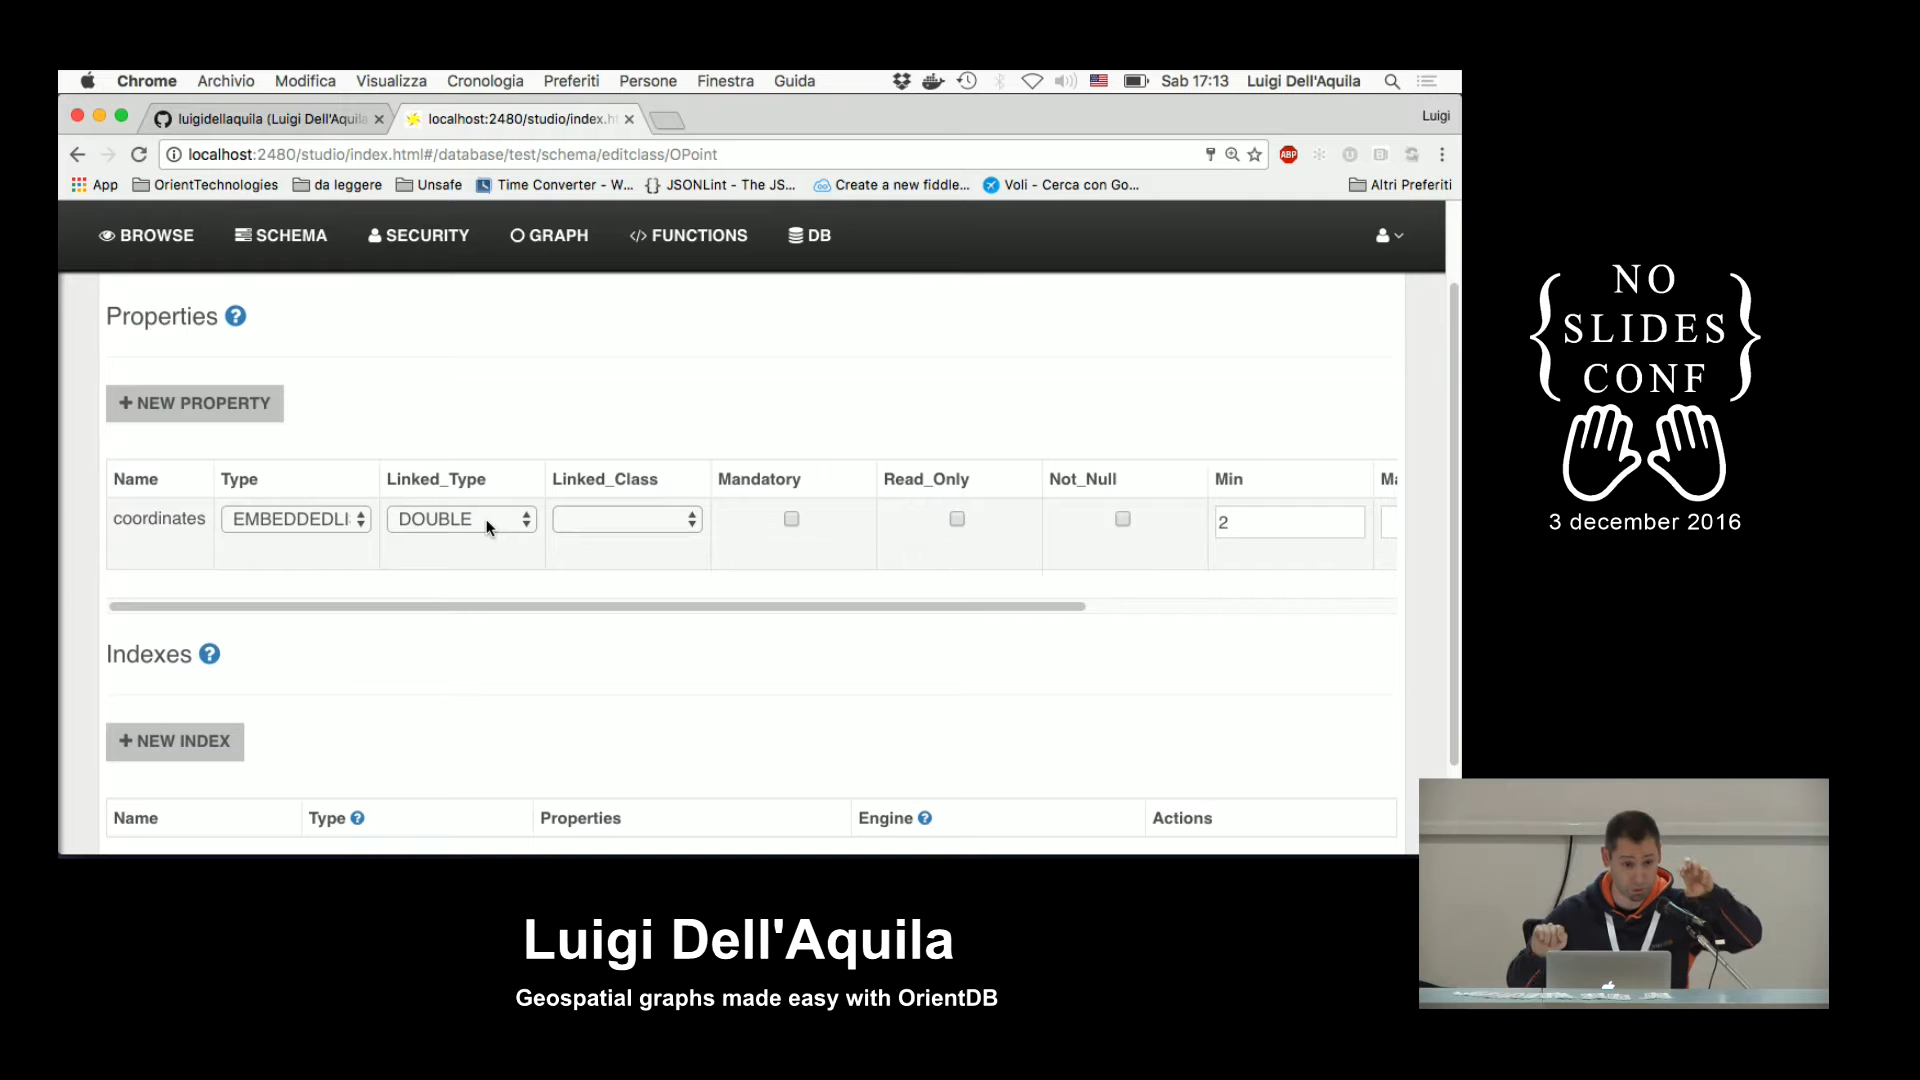 Chrome Archivio Modifica Visualizza Cronologia Preferiti Persone Finestra Guida Sab 17:13 Luigi Dell'Aquila
luigidellaquila (Luigi Dell'Aquila localhost:2480/studio/index.h Luigi
localhost:2480/studio/index.html#/database/test/schema/editclass/OPoint ABP
App OrientTechnologies da leggere Unsafe Time Converter - W... {} JSONLint - The JS... Create a new fiddle... Voli - Cerca con Go... Altri Preferiti
BROWSE SCHEMA SECURITY GRAPH </> FUNCTIONS DB
Properties ?
+ NEW PROPERTY
Name Type Linked_Type Linked_Class Mandatory Read_Only Not_Null Min Ma
coordinates EMBEDDEDLI DOUBLE 2
Indexes ?
+ NEW INDEX
Name Type ? Properties Engine ? Actions
NO
SLIDES
CONF
3 december 2016
Luigi Dell'Aquila
Geospatial graphs made easy with OrientDB